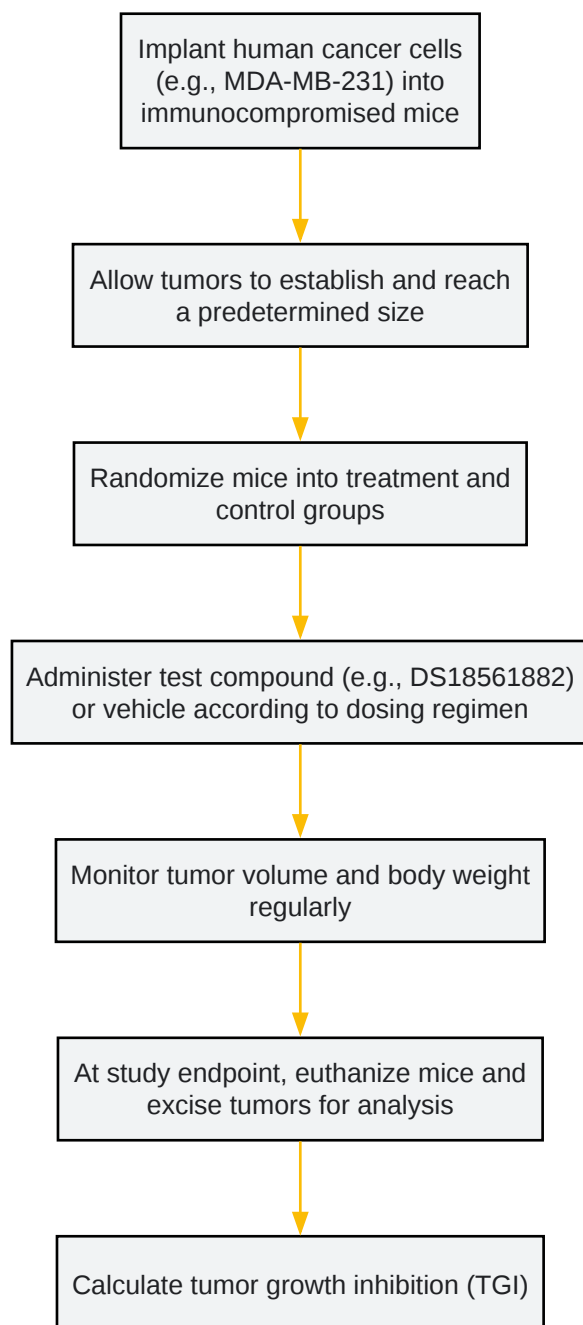 Implant human cancer cells
(e.g., MDA-MB-231) into
immunocompromised mice
Allow tumors to establish and reach
a predetermined size
Randomize mice into treatment and
control groups
Administer test compound (e.g., DS18561882)
or vehicle according to dosing regimen
Monitor tumor volume and body weight
regularly
At study endpoint, euthanize mice and
excise tumors for analysis
Calculate tumor growth inhibition (TGI)